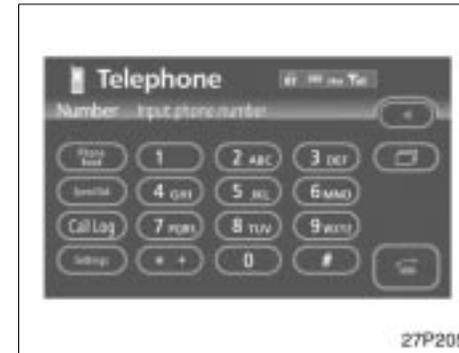 Telephone
Number Input phone number
Phone book 1 2 ABC 3 DEF
Speed Dial 4 GHI 5 JKL 6 MNO
Call Log 7 PQRS 8 TUV 9 WXYZ
Settings * + 0 #
27P205